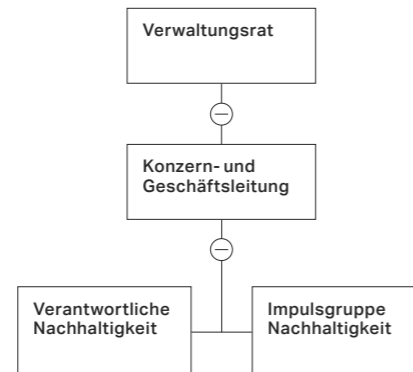 Verwaltungsrat
Konzern- und
Geschäftsleitung
Verantwortliche
Nachhaltigkeit
Impulsgruppe
Nachhaltigkeit